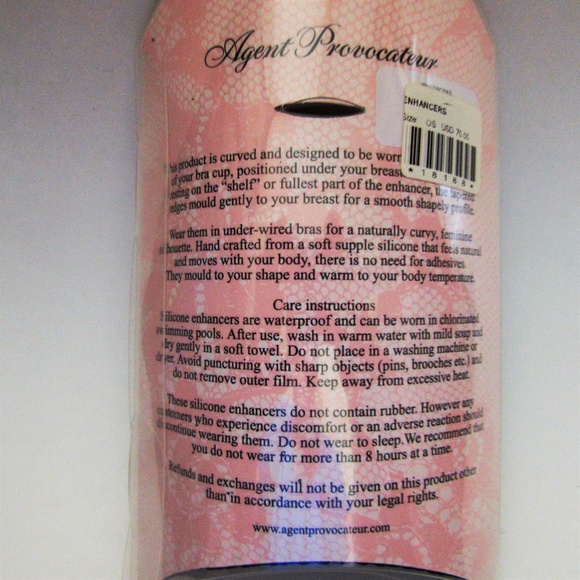 Agent Provocateur
ENHANCERS
Size: OS USD 75.00
*18188*
This product is curved and designed to be worn
of your bra cup, positioned under your breast
resting on the “shelf” or fullest part of the enhancer, the tapered
edges mould gently to your breast for a smooth shapely profile.
Wear them in under-wired bras for a naturally curvy, feminine
silhouette. Hand crafted from a soft supple silicone that feels natural
and moves with your body, there is no need for adhesives.
They mould to your shape and warm to your body temperature.
Care instructions
Silicone enhancers are waterproof and can be worn in chlorinated
swimming pools. After use, wash in warm water with mild soap and
dry gently in a soft towel. Do not place in a washing machine or
dryer. Avoid puncturing with sharp objects (pins, brooches etc.) and
do not remove outer film. Keep away from excessive heat.
These silicone enhancers do not contain rubber. However any
customers who experience discomfort or an adverse reaction should
discontinue wearing them. Do not wear to sleep. We recommend that
you do not wear for more than 8 hours at a time.
Refunds and exchanges will not be given on this product other
than in accordance with your legal rights.
www.agentprovocateur.com